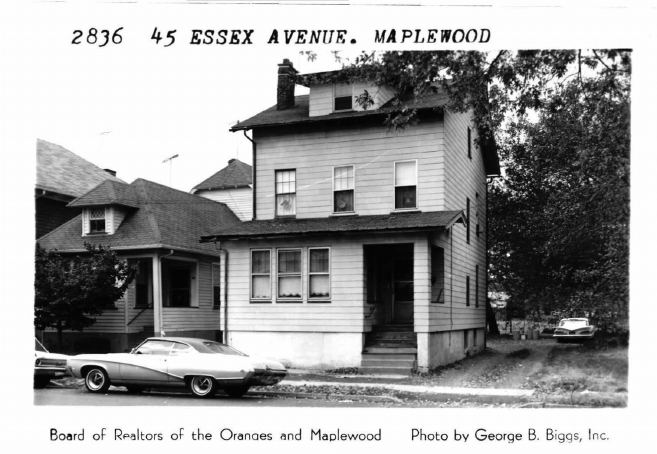 2836 45 ESSEX AVENUE. MAPLEWOOD
Board of Realtors of the Oranges and Maplewood Photo by George B. Biggs, Inc.